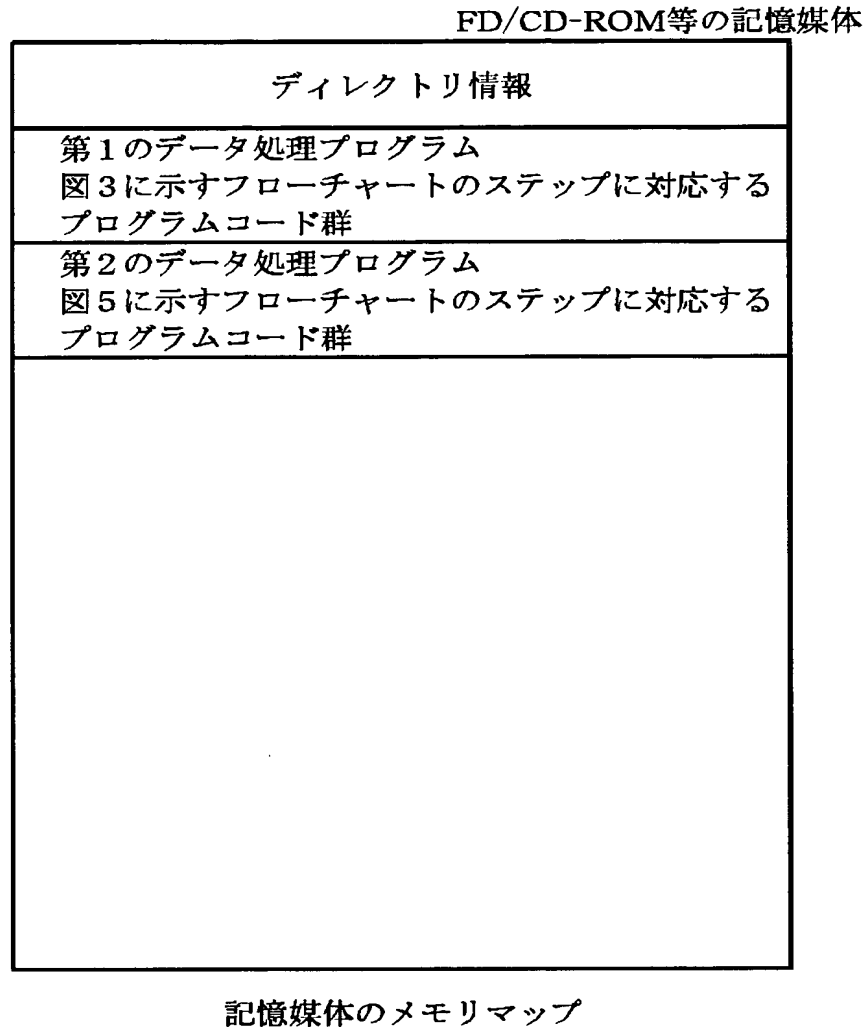 FD/CD-ROM等の記憶媒体
ディレクトリ情報
第1のデータ処理プログラム
図3に示すフローチャートのステップに対応する
プログラムコード群
第2のデータ処理プログラム
図5に示すフローチャートのステップに対応する
プログラムコード群
記憶媒体のメモリマップ